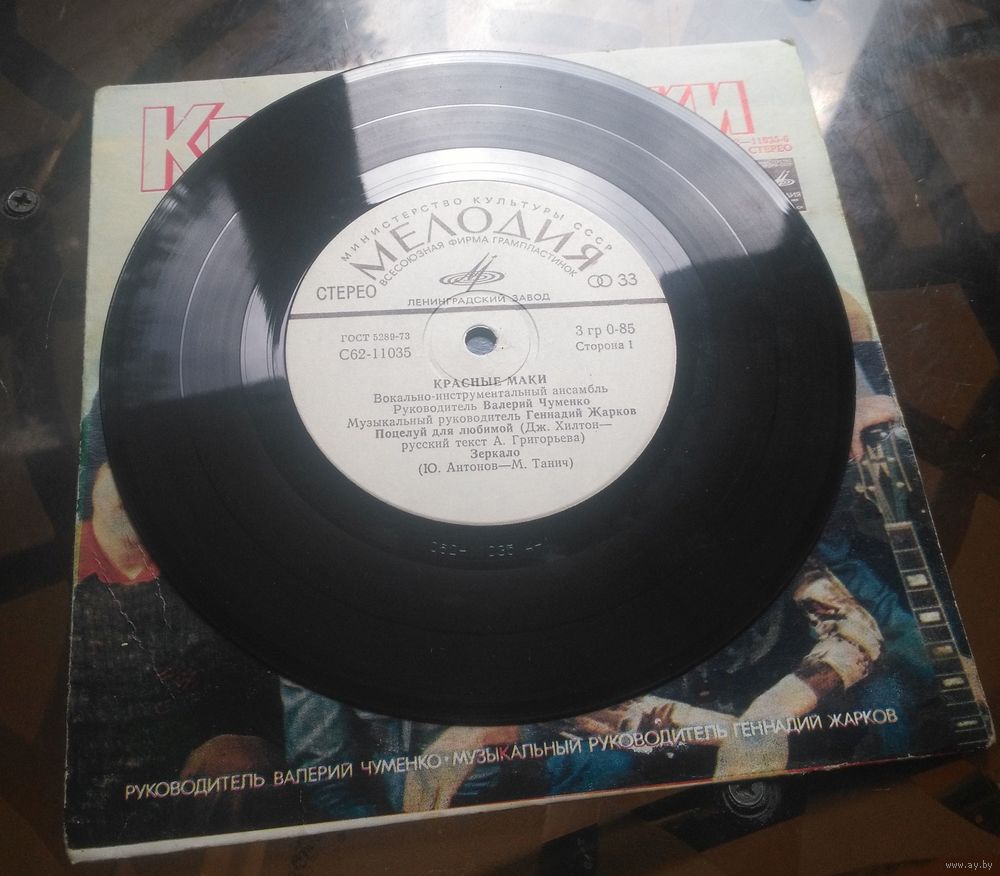 МИНИСТЕРСТВО КУЛЬТУРЫ СССР
МЕЛОДИЯ
ВСЕСОЮЗНАЯ ФИРМА ГРАМПЛАСТИНОК
СТЕРЕО
33
ЛЕНИНГРАДСКИЙ ЗАВОД
ГОСТ 5289-73
С62-11035
3 гр 0-85
Сторона 1
КРАСНЫЕ МАКИ
Вокально-инструментальный ансамбль
Руководитель Валерий Чуменко
Музыкальный руководитель Геннадий Жарков
Поцелуй для любимой (Дж. Хилтон—
русский текст А. Григорьева)
Зеркало
(Ю. Антонов—М. Танич)
СТЕРЕО
РУКОВОДИТЕЛЬ ВАЛЕРИЙ ЧУМЕНКО • МУЗЫКАЛЬНЫЙ РУКОВОДИТЕЛЬ ГЕННАДИЙ ЖАРКОВ
www.ay.by